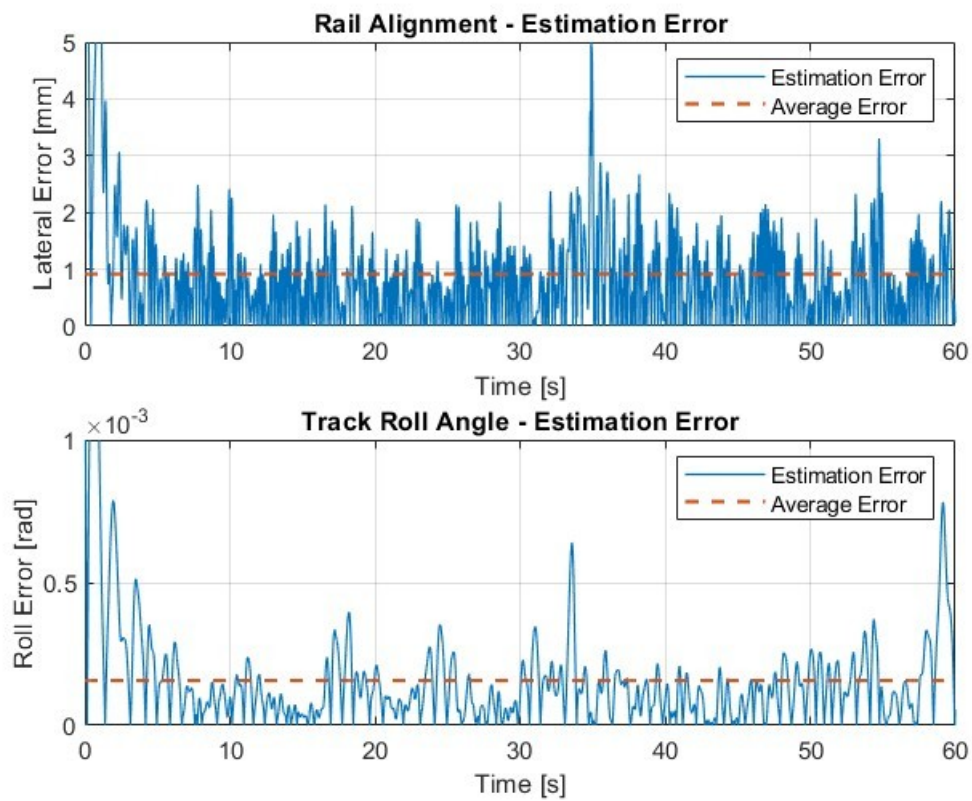 Rail Alignment - Estimation Error
5
4
3
2
1
0
Lateral Error [mm]
Estimation Error
Average Error
0 10 20 30 40 50 60
Time [s]
Track Roll Angle - Estimation Error
×10⁻³
1
0.5
0
Roll Error [rad]
Estimation Error
Average Error
0 10 20 30 40 50 60
Time [s]